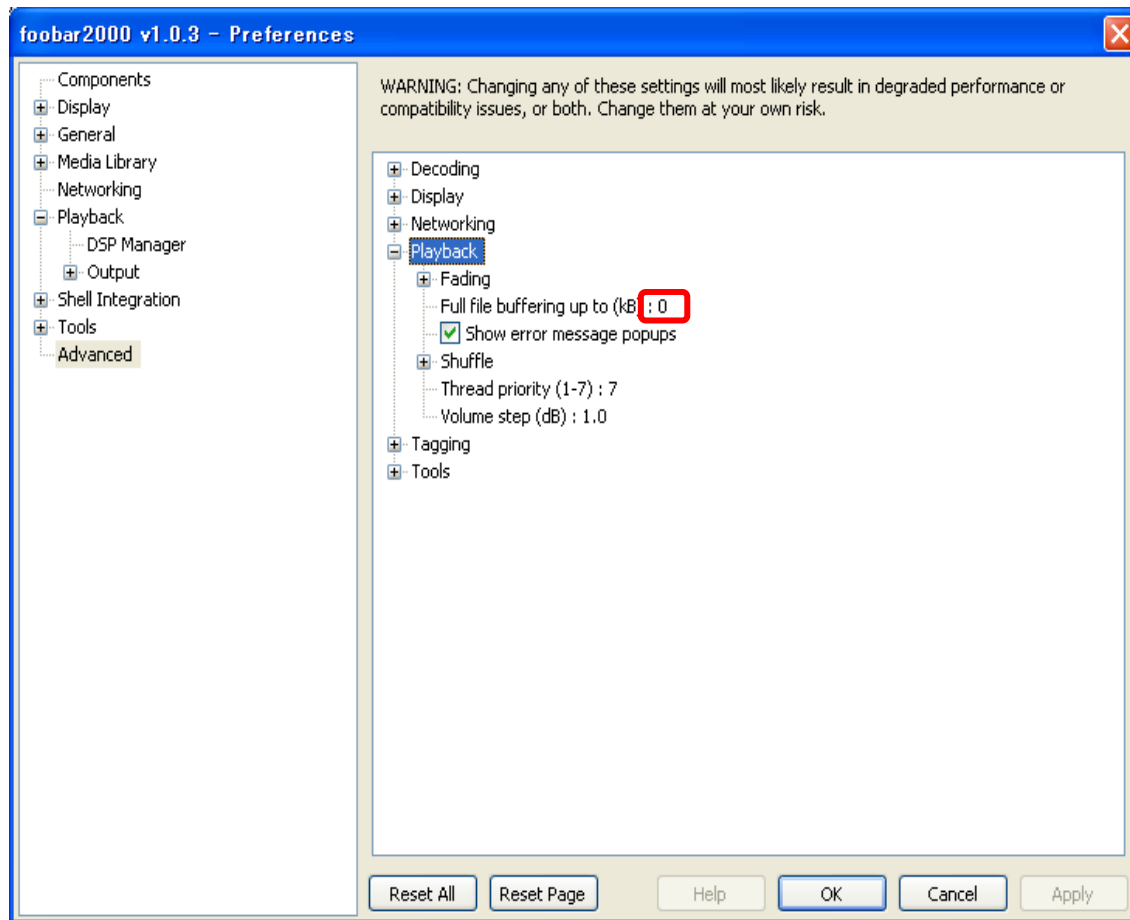 foobar2000 v1.0.3 - Preferences
Components
Display
General
Media Library
Networking
Playback
DSP Manager
Output
Shell Integration
Tools
Advanced
WARNING: Changing any of these settings will most likely result in degraded performance or
compatibility issues, or both. Change them at your own risk.
Decoding
Display
Networking
Playback
Fading
Full file buffering up to (kB) : 0
Show error message popups
Shuffle
Thread priority (1-7) : 7
Volume step (dB) : 1.0
Tagging
Tools
Reset All
Reset Page
Help
OK
Cancel
Apply